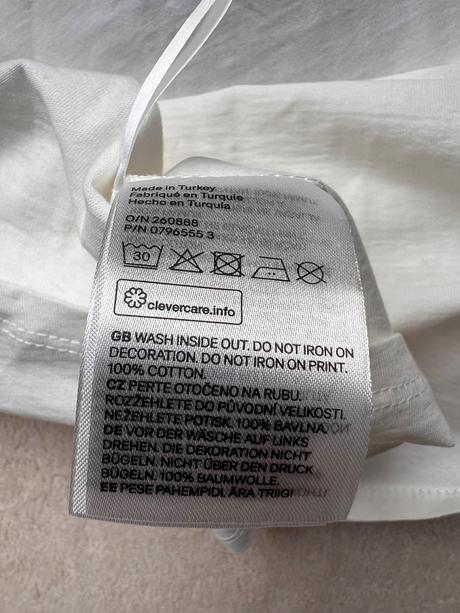 Made in Turkey
Fabriqué en Turquie
Hecho en Turquía
O/N 260888
P/N 0796555 3
30
clevercare.info
GB WASH INSIDE OUT. DO NOT IRON ON
DECORATION. DO NOT IRON ON PRINT.
100% COTTON.
CZ PERTE OTOČENO NA RUBU.
ROZŽEHLETE DO PŮVODNÍ VELIKOSTI.
NEŽEHLETE POTISK. 100% BAVLNA.
DE VOR DER WÄSCHE AUF LINKS
DREHEN. DIE DEKORATION NICHT
BÜGELN. NICHT ÜBER DEN DRUCK
BÜGELN. 100% BAUMWOLLE.
EE PESE PAHEMPIDI. ÄRA TRIIGI